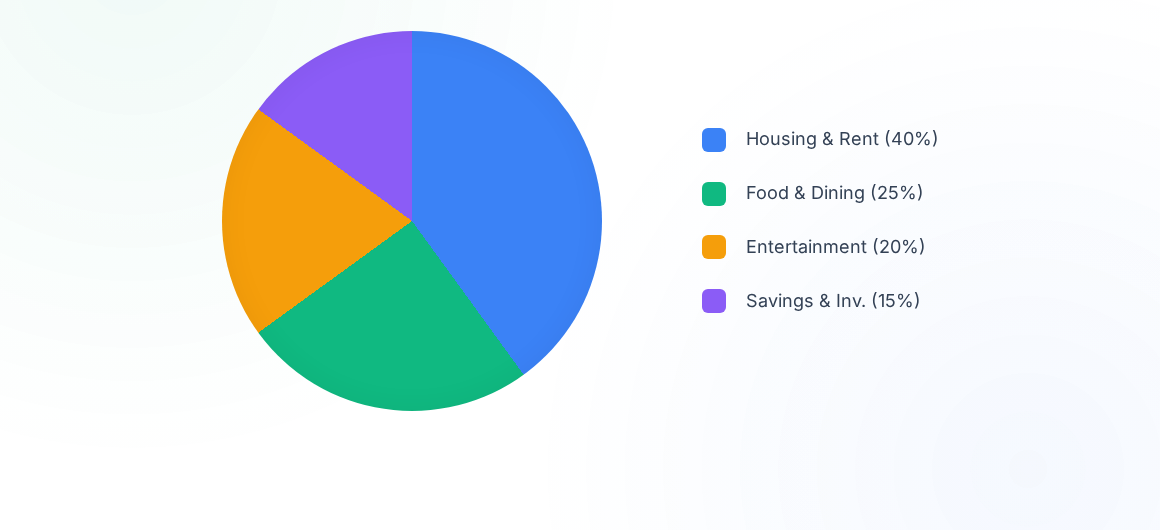 Housing & Rent (40%)
Food & Dining (25%)
Entertainment (20%)
Savings & Inv. (15%)